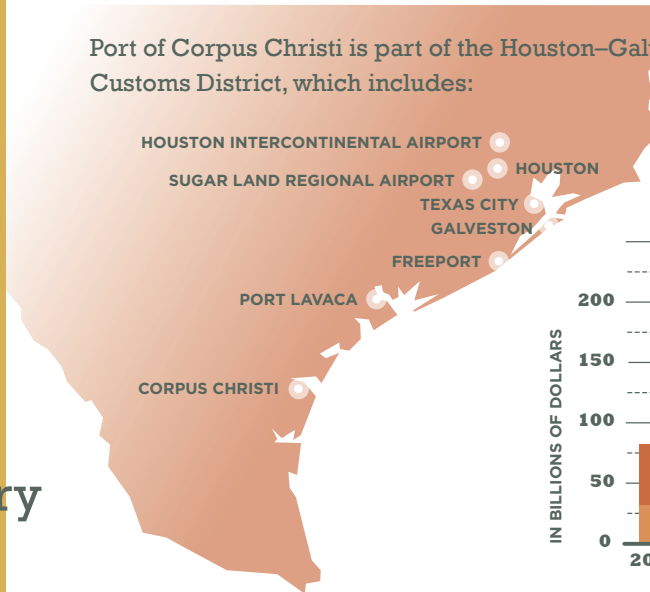 Port of Corpus Christi is part of the Houston–Gal
Customs District, which includes:
HOUSTON INTERCONTINENTAL AIRPORT
HOUSTON
SUGAR LAND REGIONAL AIRPORT
TEXAS CITY
GALVESTON
FREEPORT
PORT LAVACA
CORPUS CHRISTI
ry
IN BILLIONS OF DOLLARS
200
150
100
50
0
20